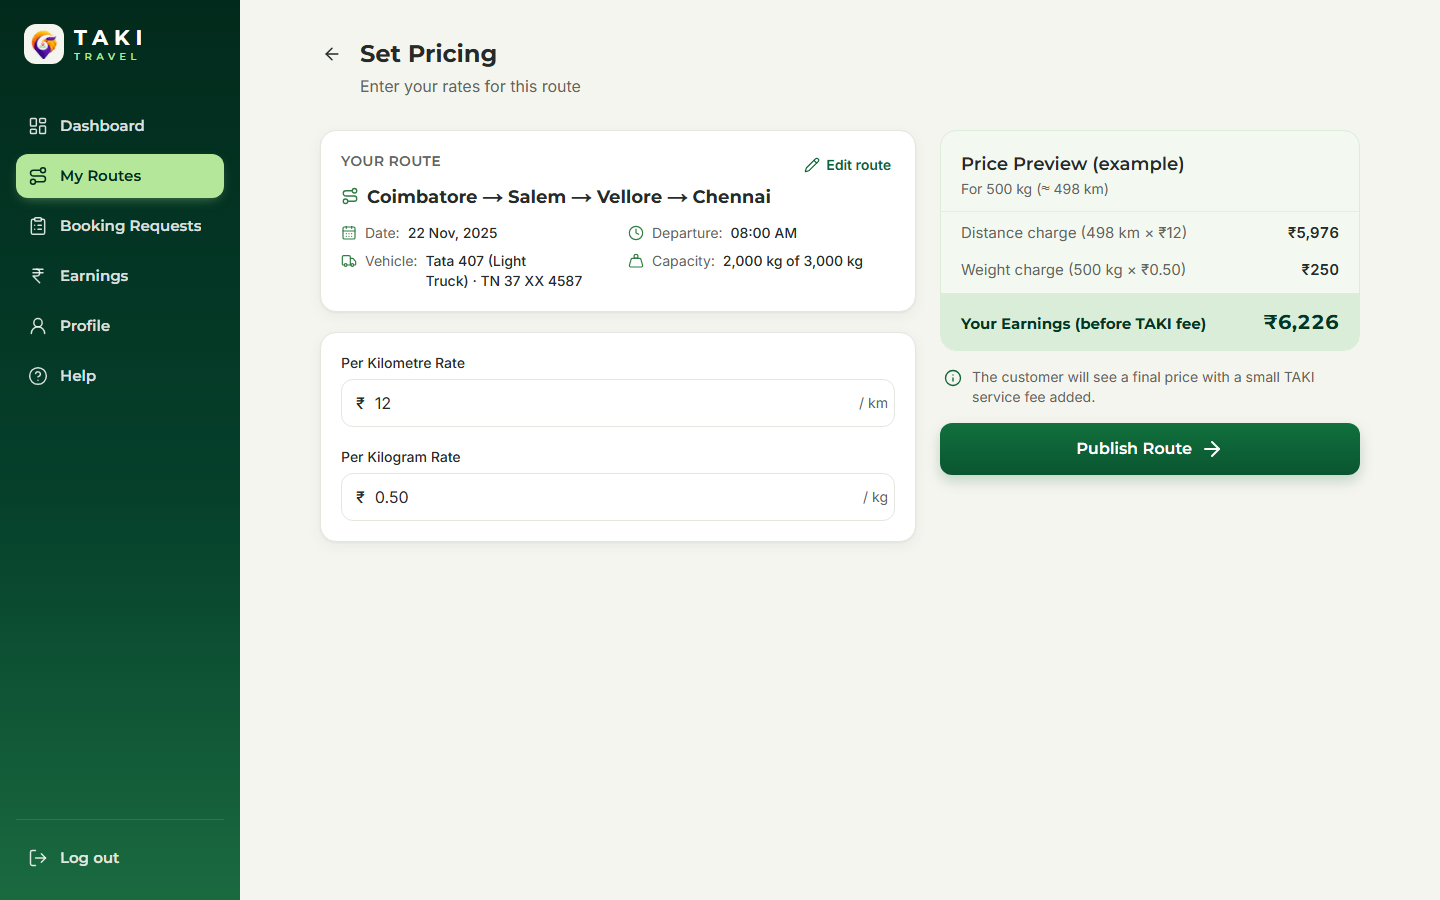 TAKI
TRAVEL
Dashboard
My Routes
Booking Requests
Earnings
Profile
Help
Log out
Set Pricing
Enter your rates for this route
YOUR ROUTE
Edit route
Coimbatore → Salem → Vellore → Chennai
Date: 22 Nov, 2025
Departure: 08:00 AM
Vehicle: Tata 407 (Light
Truck) · TN 37 XX 4587
Capacity: 2,000 kg of 3,000 kg
Per Kilometre Rate
₹ 12 / km
Per Kilogram Rate
₹ 0.50 / kg
Price Preview (example)
For 500 kg (≈ 498 km)
Distance charge (498 km × ₹12) ₹5,976
Weight charge (500 kg × ₹0.50) ₹250
Your Earnings (before TAKI fee) ₹6,226
The customer will see a final price with a small TAKI
service fee added.
Publish Route →